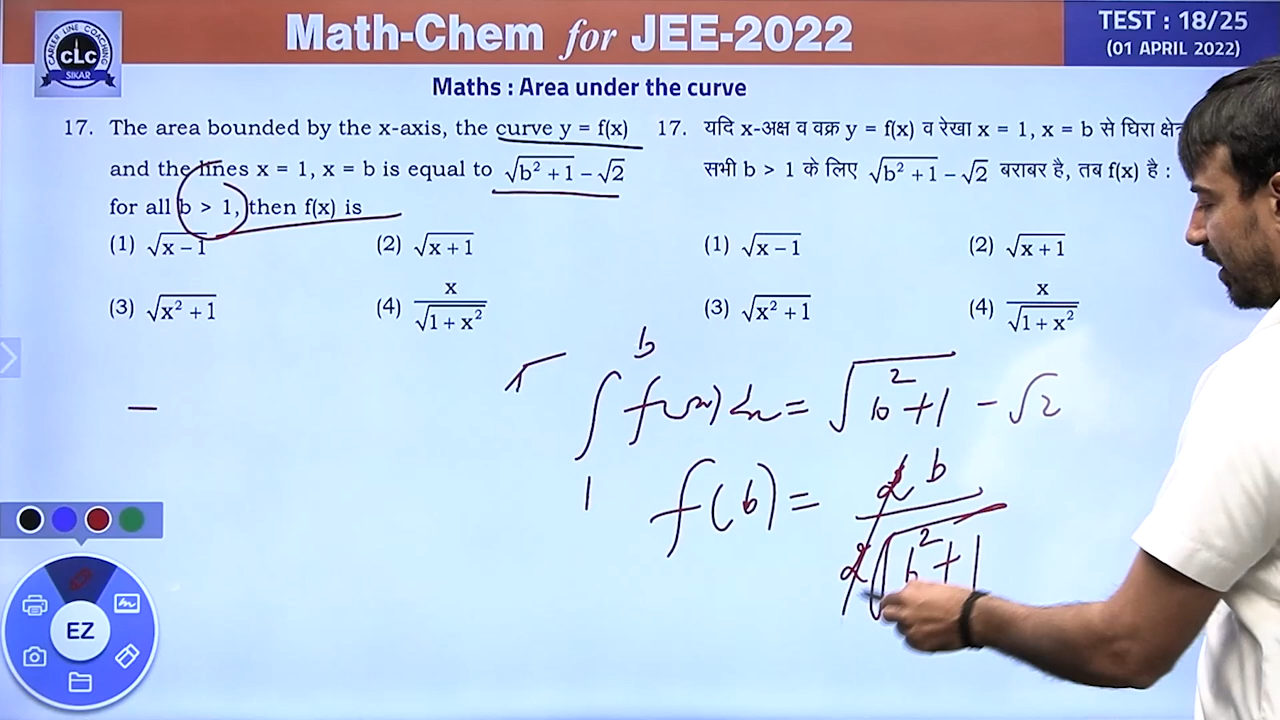 CAREER LINE COACHING
CLC
SIKAR
Math-Chem for JEE-2022
TEST : 18/25
(01 APRIL 2022)
Maths : Area under the curve
17. The area bounded by the x-axis, the curve y = f(x)
and the lines x = 1, x = b is equal to √(b² + 1) – √2
for all b > 1, then f(x) is
(1) √(x – 1) (2) √(x + 1)
(3) √(x² + 1) (4) x/√(1 + x²)
17. यदि x-अक्ष व वक्र y = f(x) व रेखा x = 1, x = b से घिरा क्षे
सभी b > 1 के लिए √(b² + 1) – √2 बराबर है, तब f(x) है :
(1) √(x – 1) (2) √(x + 1)
(3) √(x² + 1) (4) x/√(1 + x²)
∫₁ᵇ f(x) dx = √(b² + 1) – √2
f(b) = 2b/2√(b² + 1)
EZ